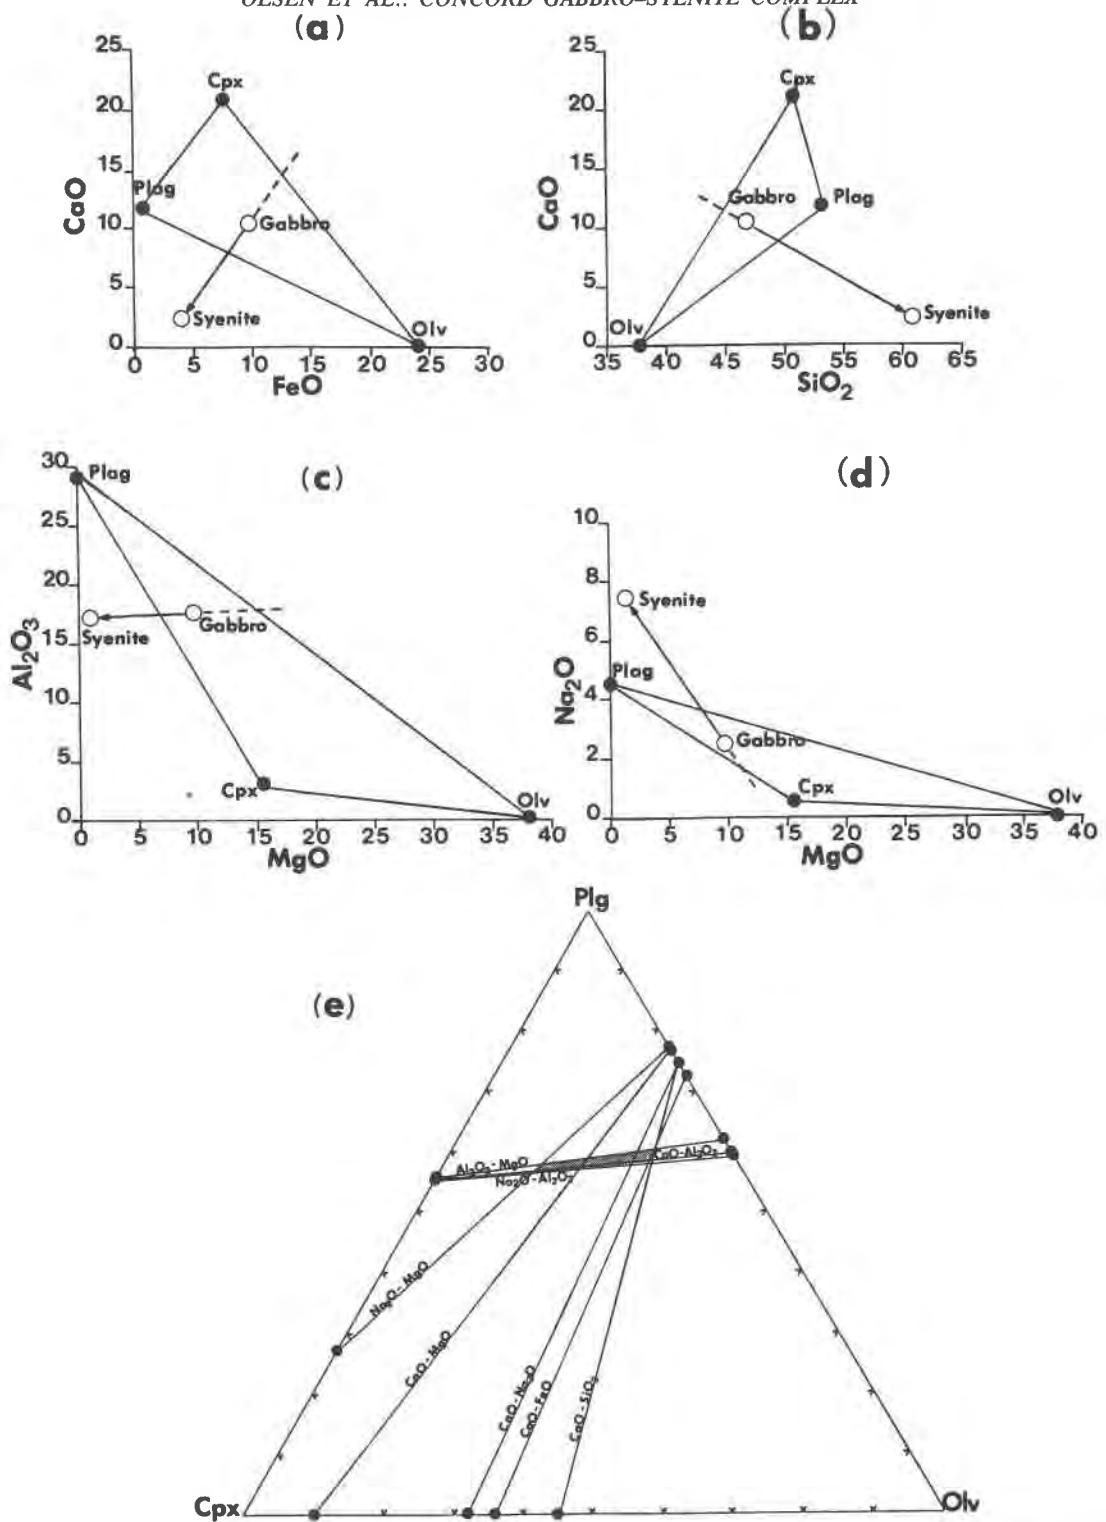 OLSEN ET AL.: CONCORD GABBRO–SYENITE COMPLEX
(a)
25
20
15
10
5
0
CaO
Cpx
Plag
Gabbro
Syenite
Olv
0 5 10 15 20 25 30
FeO
(b)
25
20
15
10
5
0
CaO
Cpx
Gabbro
Plag
Syenite
Olv
35 40 45 50 55 60 65
SiO2
(c)
30
25
20
15
10
5
0
Al2O3
Plag
Syenite
Gabbro
Cpx
Olv
0 5 10 15 20 25 30 35 40
MgO
(d)
10
8
6
4
2
0
Na2O
Syenite
Plag
Gabbro
Cpx
Olv
0 5 10 15 20 25 30 35 40
MgO
(e)
Plg
Al2O3-MgO
CaO-Al2O3
Na2O-Al2O3
Na2O-MgO
CaO-MgO
CaO-Na2O
CaO-FeO
CaO-SiO2
Cpx
Olv